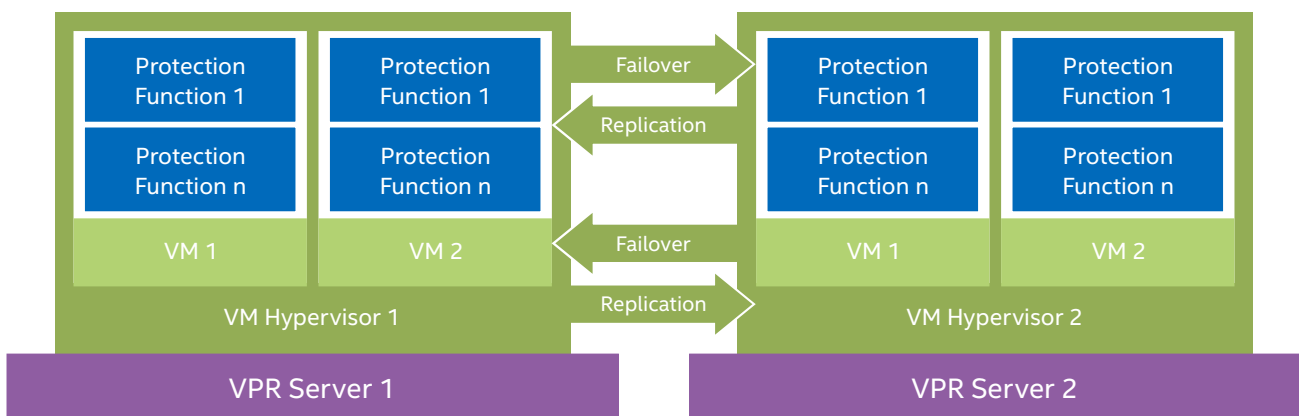 Protection
Function 1
Protection
Function n
VM 1
Protection
Function 1
Protection
Function n
VM 2
VM Hypervisor 1
VPR Server 1
Failover
Replication
Failover
Replication
Protection
Function 1
Protection
Function n
VM 1
Protection
Function 1
Protection
Function n
VM 2
VM Hypervisor 2
VPR Server 2